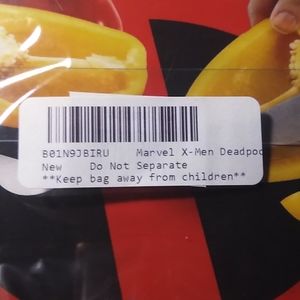 B01N9JBIRU Marvel X-Men Deadpoo
New Do Not Separate
**Keep bag away from children**